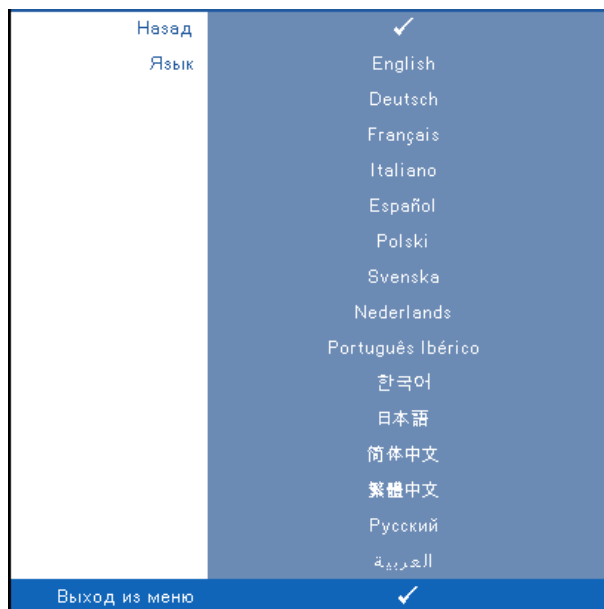 Назад ✓
Язык English
Deutsch
Français
Italiano
Español
Polski
Svenska
Nederlands
Português Ibérico
한국어
日本語
简体中文
繁體中文
Русский
العربية
Выход из меню ✓